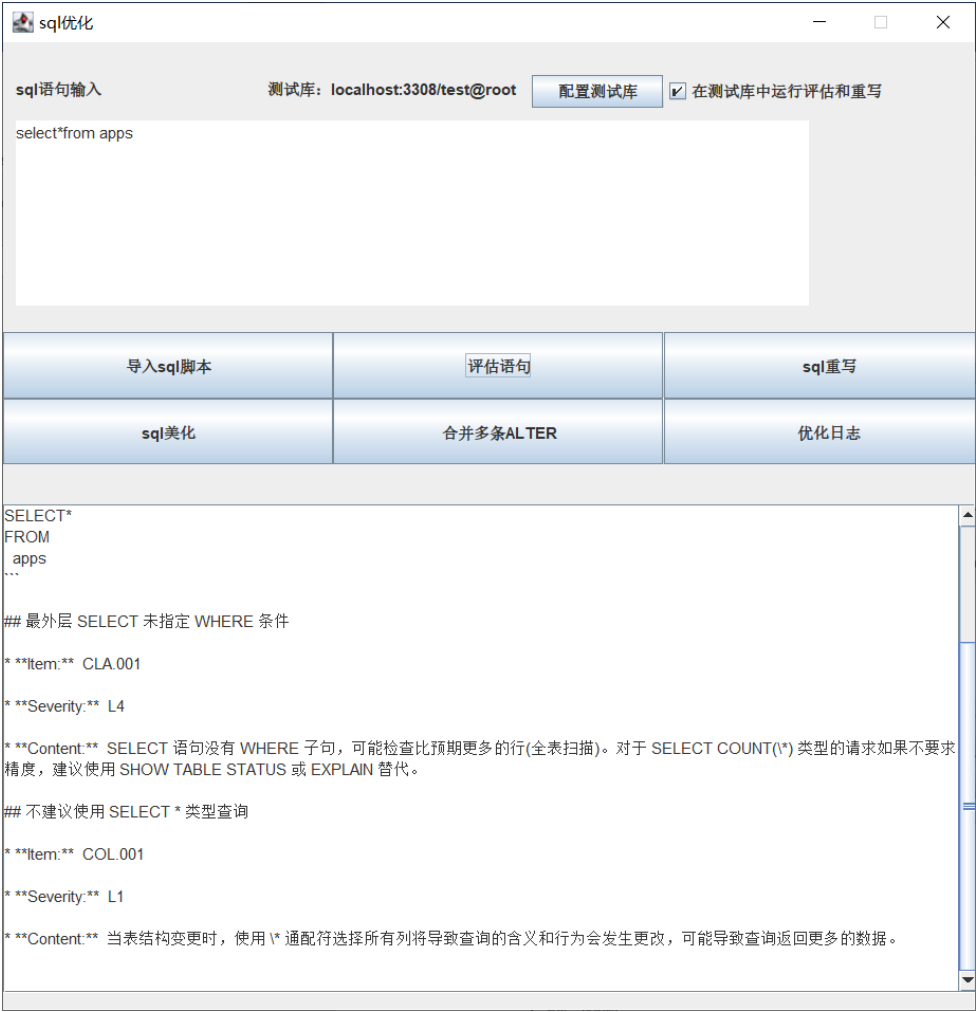 sql优化
sql语句输入
测试库：localhost:3308/test@root
配置测试库
在测试库中运行评估和重写
select*from apps
导入sql脚本
评估语句
sql重写
sql美化
合并多条ALTER
优化日志
SELECT*
FROM
  apps
```
## 最外层 SELECT 未指定 WHERE 条件
* **Item:**  CLA.001
* **Severity:**  L4
* **Content:**  SELECT 语句没有 WHERE 子句，可能检查比预期更多的行(全表扫描)。对于 SELECT COUNT(\*) 类型的请求如果不要求
精度，建议使用 SHOW TABLE STATUS 或 EXPLAIN 替代。
## 不建议使用 SELECT * 类型查询
* **Item:**  COL.001
* **Severity:**  L1
* **Content:**  当表结构变更时，使用 \* 通配符选择所有列将导致查询的含义和行为会发生更改，可能导致查询返回更多的数据。